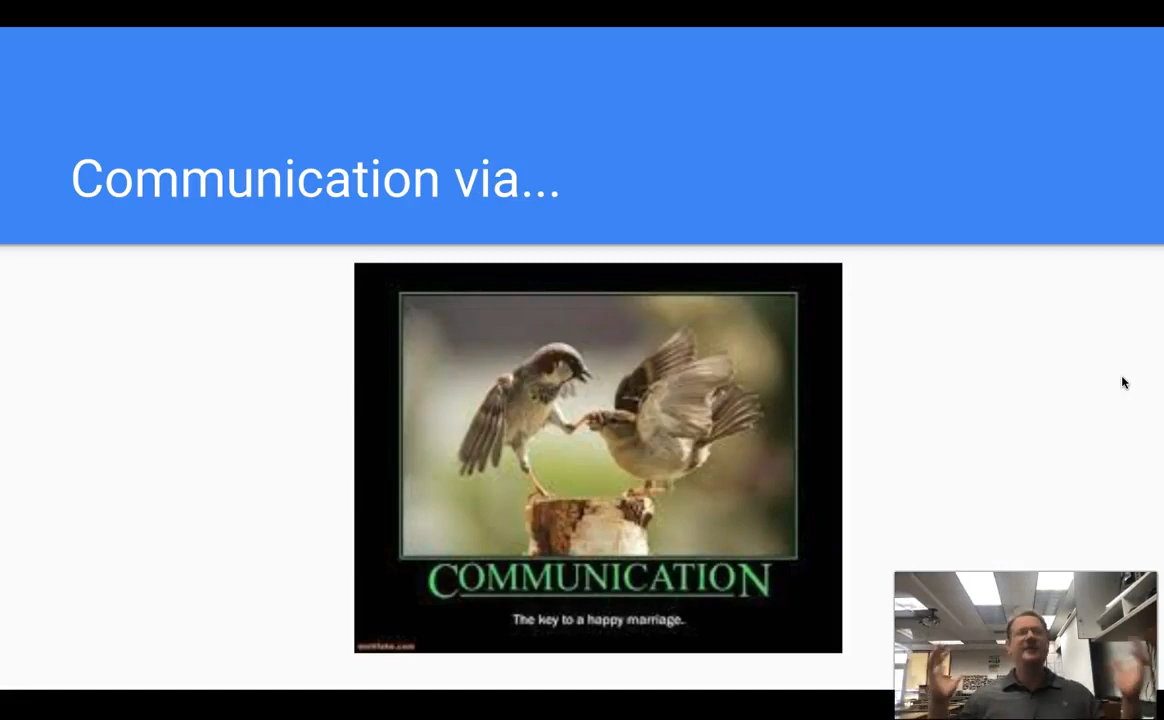 Communication via...
COMMUNICATION
The key to a happy marriage.